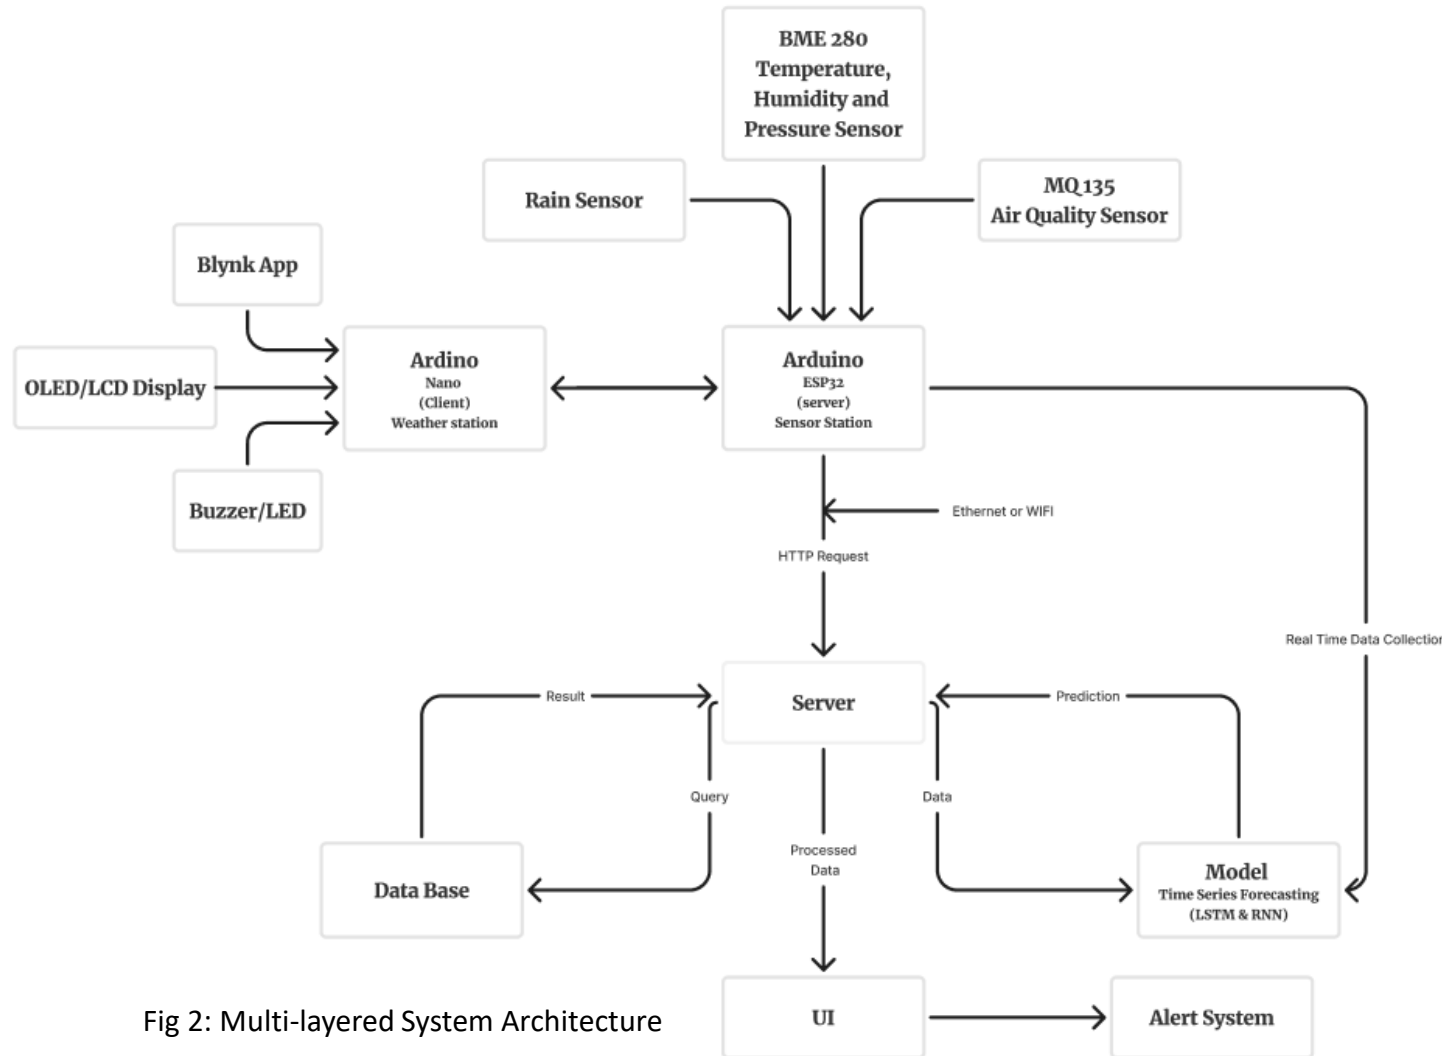 BME 280
Temperature,
Humidity and
Pressure Sensor
Rain Sensor
MQ 135
Air Quality Sensor
Blynk App
OLED/LCD Display
Buzzer/LED
Ardino
Nano
(Client)
Weather station
Arduino
ESP32
(server)
Sensor Station
Ethernet or WIFI
HTTP Request
Real Time Data Collection
Result
Server
Prediction
Query
Data
Processed
Data
Data Base
Model
Time Series Forecasting
(LSTM & RNN)
UI
Alert System
Fig 2: Multi-layered System Architecture